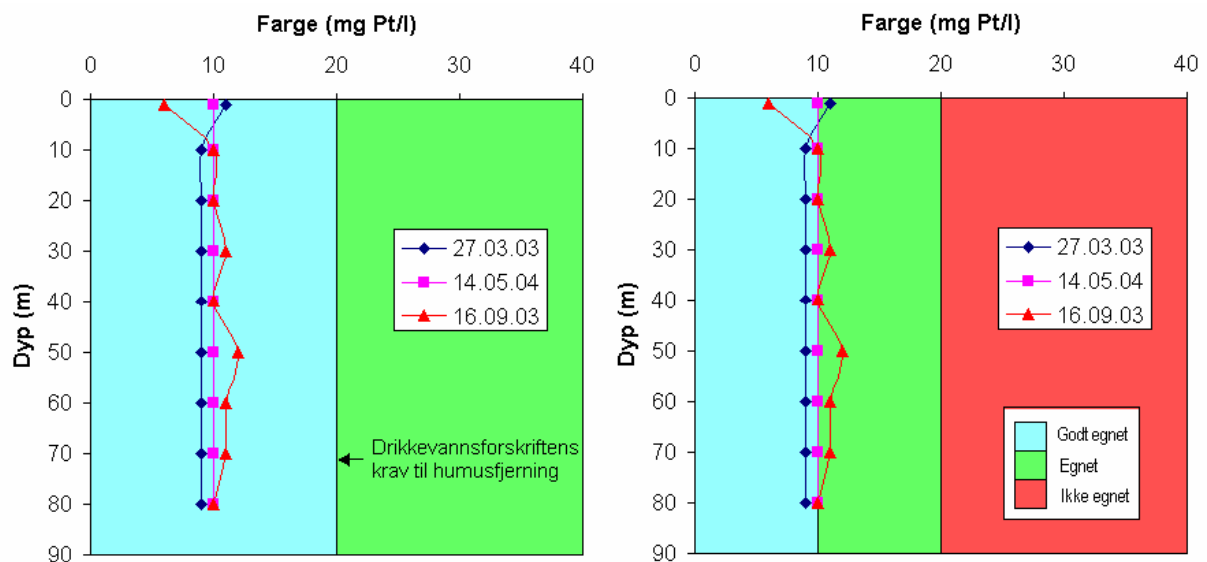 Farge (mg Pt/l)
0 10 20 30 40
0
10
20
30
40
50
60
70
80
90
Dyp (m)
27.03.03
14.05.04
16.09.03
Drikkevannsforskriftens
krav til humusfjerning
Farge (mg Pt/l)
0 10 20 30 40
0
10
20
30
40
50
60
70
80
90
Dyp (m)
27.03.03
14.05.04
16.09.03
Godt egnet
Egnet
Ikke egnet